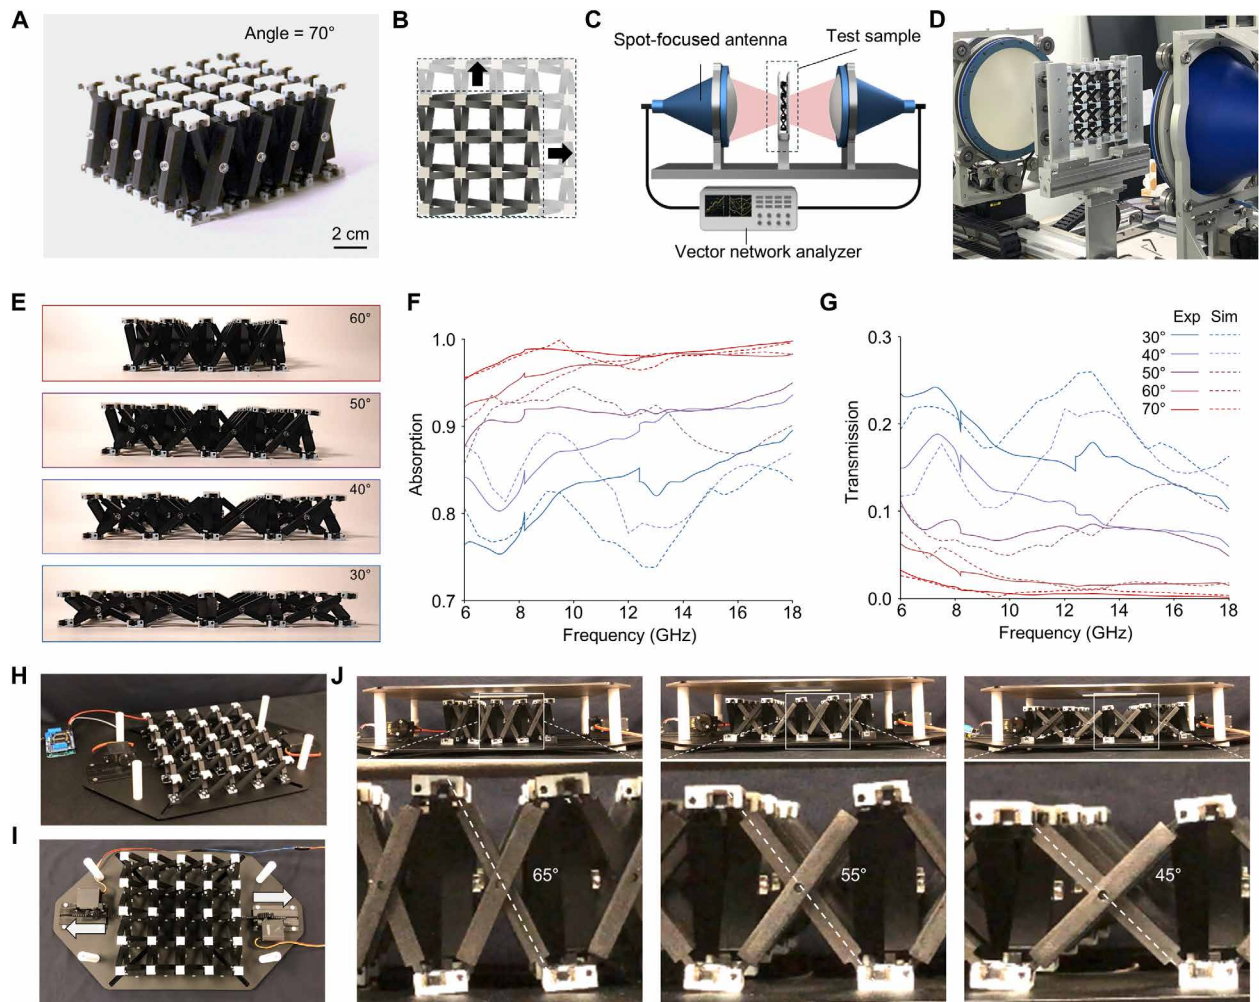 A
Angle = 70°
2 cm
B
C
Spot-focused antenna
Test sample
Vector network analyzer
D
E
60°
50°
40°
30°
F
1.0
0.9
0.8
0.7
Absorption
6 8 10 12 14 16 18
Frequency (GHz)
G
Exp Sim
30°
40°
50°
60°
70°
0.3
0.2
0.1
0.0
Transmission
6 8 10 12 14 16 18
Frequency (GHz)
H
I
J
65°
55°
45°